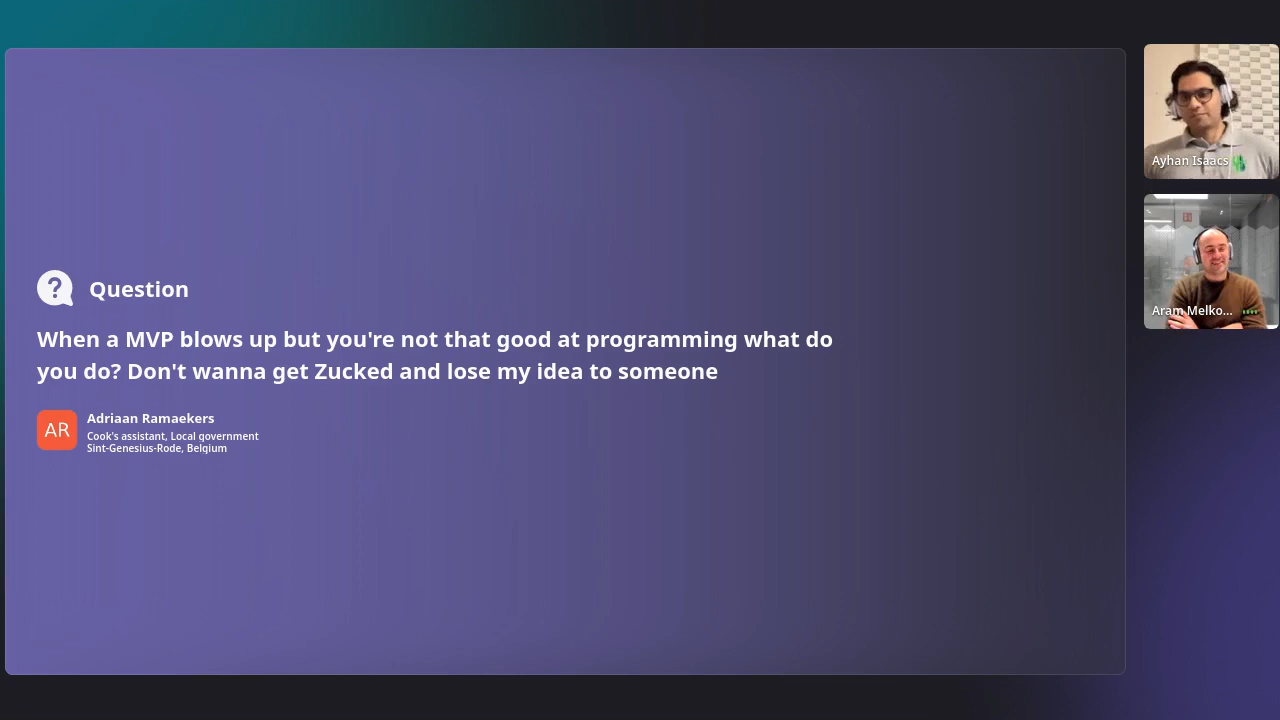 Question
When a MVP blows up but you're not that good at programming what do
you do? Don't wanna get Zucked and lose my idea to someone
AR
Adriaan Ramaekers
Cook's assistant, Local government
Sint-Genesius-Rode, Belgium
Ayhan Isaacs
Aram Melko...